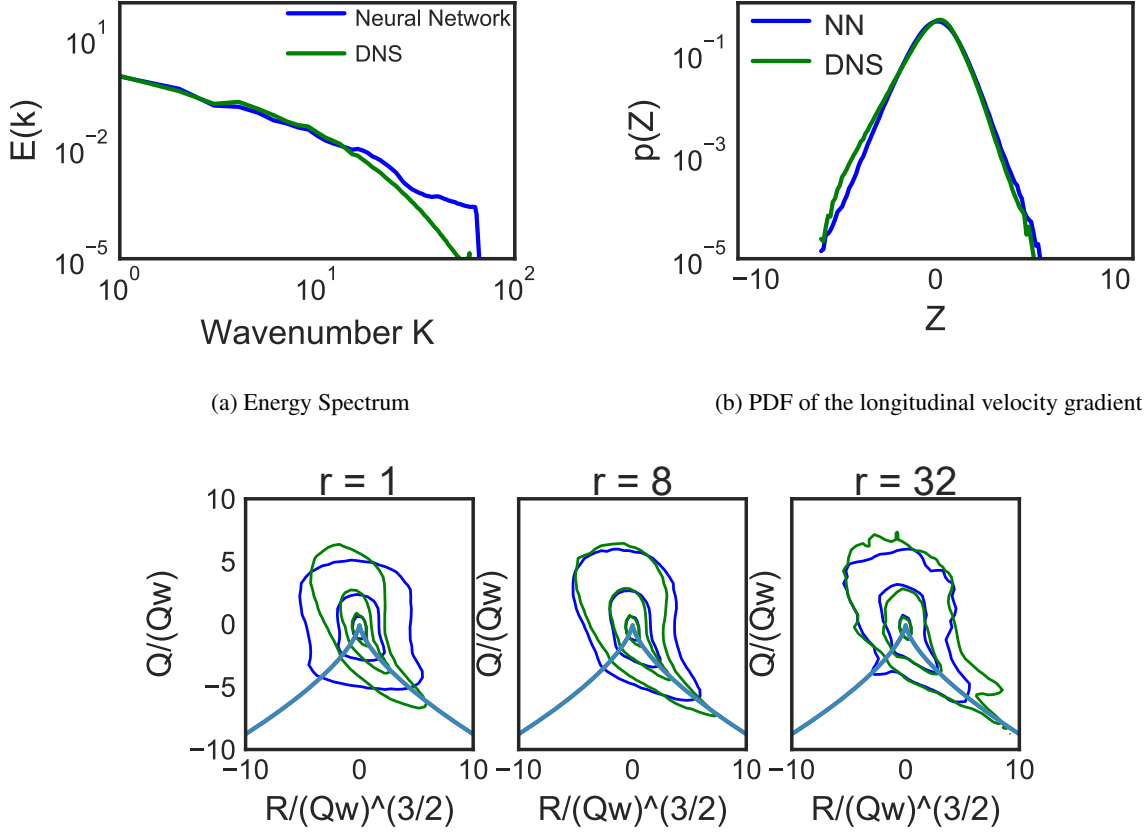 Neural Network
DNS
E(k)
10^1
10^-2
10^-5
10^0
10^1
10^2
Wavenumber K
(a) Energy Spectrum
NN
DNS
p(Z)
10^-1
10^-3
10^-5
−10
0
10
Z
(b) PDF of the longitudinal velocity gradient
r = 1
Q/(Qw)
10
5
0
−5
−10
−10
0
10
R/(Qw)^(3/2)
r = 8
Q/(Qw)
−10
0
10
R/(Qw)^(3/2)
r = 32
Q/(Qw)
−10
0
10
R/(Qw)^(3/2)